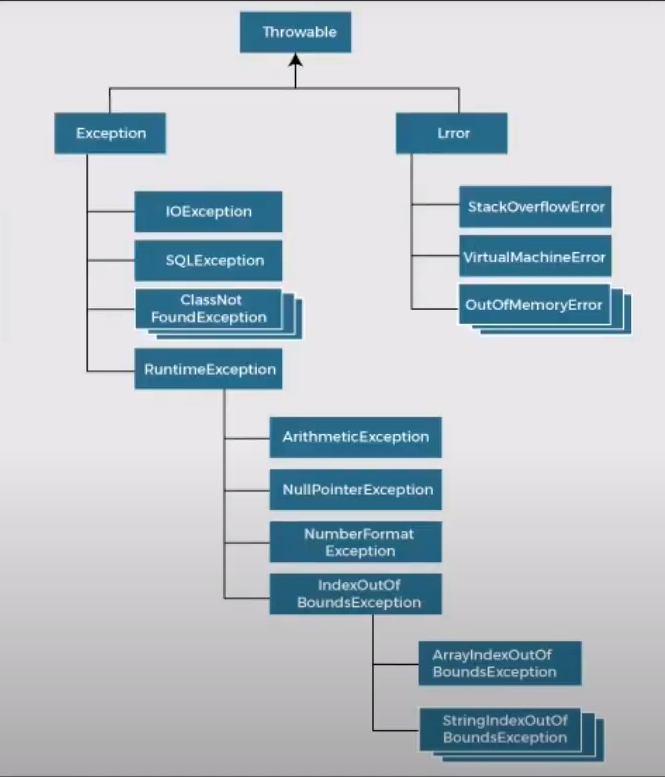 Throwable
Exception
Lrror
IOException
SQLException
ClassNot
FoundException
RuntimeException
StackOverflowError
VirtualMachineError
OutOfMemoryError
ArithmeticException
NullPointerException
NumberFormat
Exception
IndexOutOf
BoundsException
ArrayIndexOutOf
BoundsException
StringIndexOutOf
BoundsException